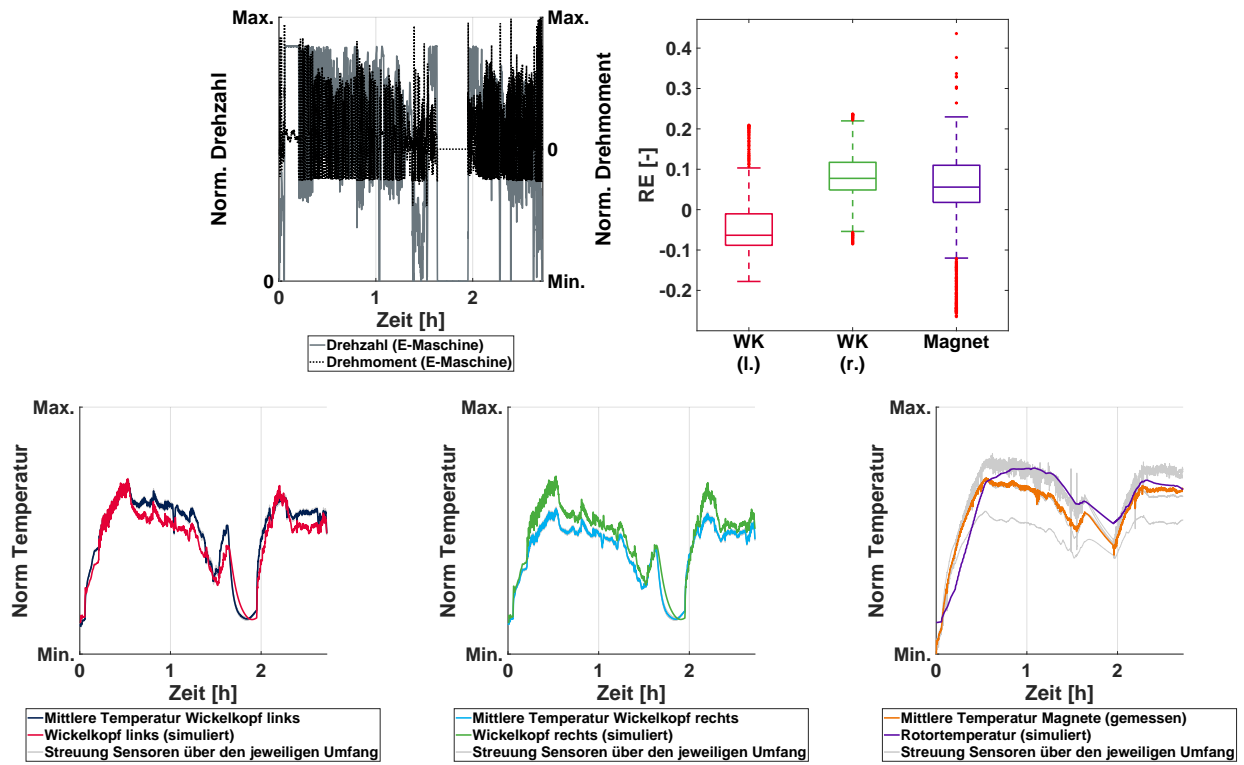 Max.
Norm. Drehzahl
0
0
1
2
Zeit [h]
Max.
0
Min.
Norm. Drehmoment
Drehzahl (E-Maschine)
Drehmoment (E-Maschine)
RE [-]
0.4
0.3
0.2
0.1
0
-0.1
-0.2
WK
(l.)
WK
(r.)
Magnet
Max.
Norm Temperatur
Min.
0
1
2
Zeit [h]
Mittlere Temperatur Wickelkopf links
Wickelkopf links (simuliert)
Streuung Sensoren über den jeweiligen Umfang
Max.
Norm Temperatur
Min.
0
1
2
Zeit [h]
Mittlere Temperatur Wickelkopf rechts
Wickelkopf rechts (simuliert)
Streuung Sensoren über den jeweiligen Umfang
Max.
Norm Temperatur
Min.
0
1
2
Zeit [h]
Mittlere Temperatur Magnete (gemessen)
Rotortemperatur (simuliert)
Streuung Sensoren über den jeweiligen Umfang